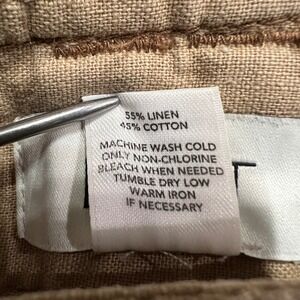 55% LINEN
45% COTTON
MACHINE WASH COLD
ONLY NON-CHLORINE
BLEACH WHEN NEEDED
TUMBLE DRY LOW
WARM IRON
IF NECESSARY